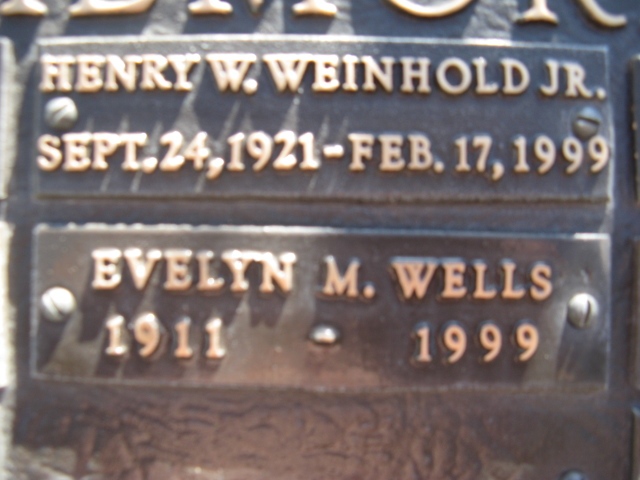 HENRY W. WEINHOLD JR.
SEPT. 24, 1921 - FEB. 17, 1999
EVELYN M. WELLS
1911 - 1999